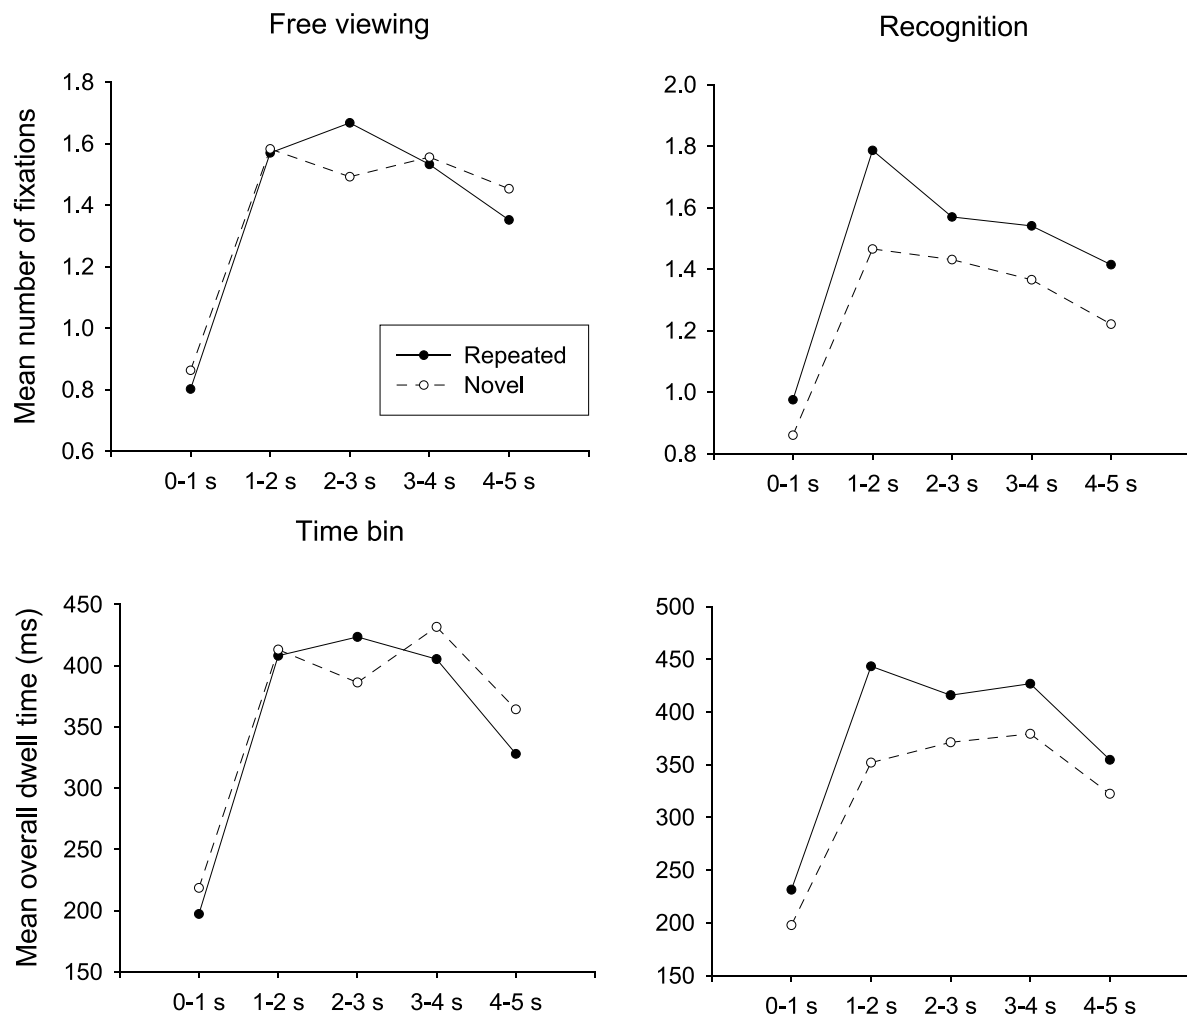 Free viewing
Mean number of fixations
1.8
1.6
1.4
1.2
1.0
0.8
0.6
Repeated
Novel
0-1 s 1-2 s 2-3 s 3-4 s 4-5 s
Time bin
Recognition
2.0
1.8
1.6
1.4
1.2
1.0
0.8
0-1 s 1-2 s 2-3 s 3-4 s 4-5 s
Mean overall dwell time (ms)
450
400
350
300
250
200
150
0-1 s 1-2 s 2-3 s 3-4 s 4-5 s
500
450
400
350
300
250
200
150
0-1 s 1-2 s 2-3 s 3-4 s 4-5 s